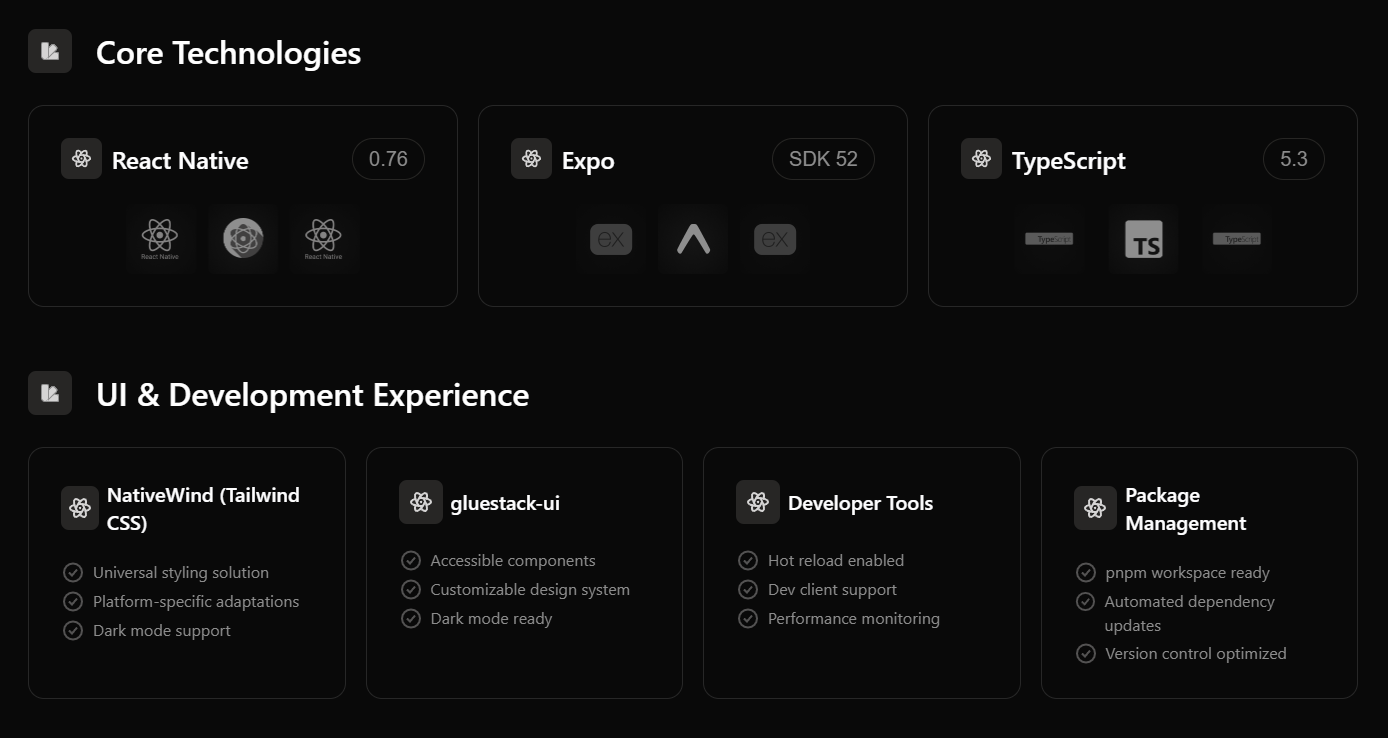 Core Technologies
React Native
0.76
Expo
SDK 52
TypeScript
5.3
React Native
React Native
ex
ex
TypeScript
TS
TypeScript
UI & Development Experience
NativeWind (Tailwind
CSS)
Universal styling solution
Platform-specific adaptations
Dark mode support
gluestack-ui
Accessible components
Customizable design system
Dark mode ready
Developer Tools
Hot reload enabled
Dev client support
Performance monitoring
Package
Management
pnpm workspace ready
Automated dependency
updates
Version control optimized